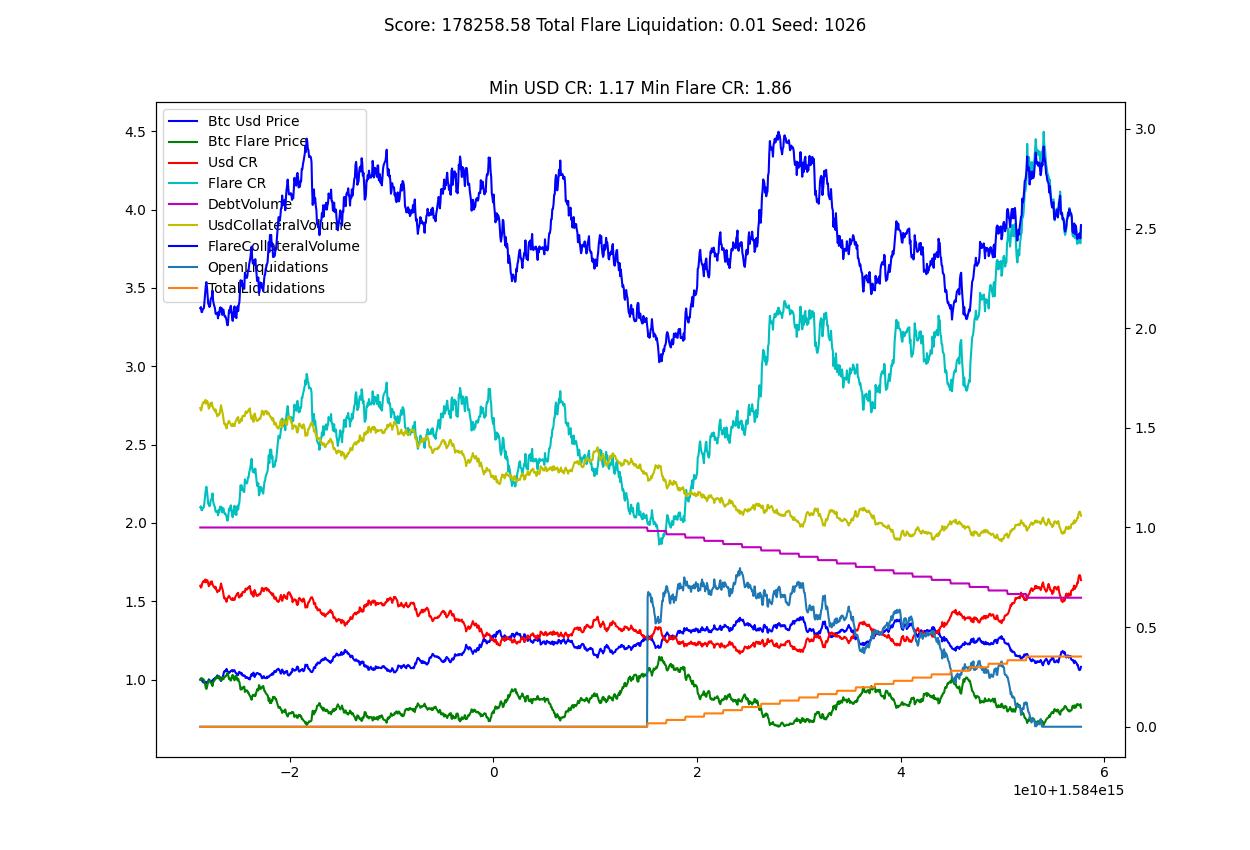 Score: 178258.58 Total Flare Liquidation: 0.01 Seed: 1026
Min USD CR: 1.17 Min Flare CR: 1.86
Btc Usd Price
Btc Flare Price
Usd CR
Flare CR
DebtVolume
UsdCollateralVolume
FlareCollateralVolume
OpenLiquidations
TotalLiquidations
4.5
4.0
3.5
3.0
2.5
2.0
1.5
1.0
3.0
2.5
2.0
1.5
1.0
0.5
0.0
−2
0
2
4
6
1e10+1.584e15